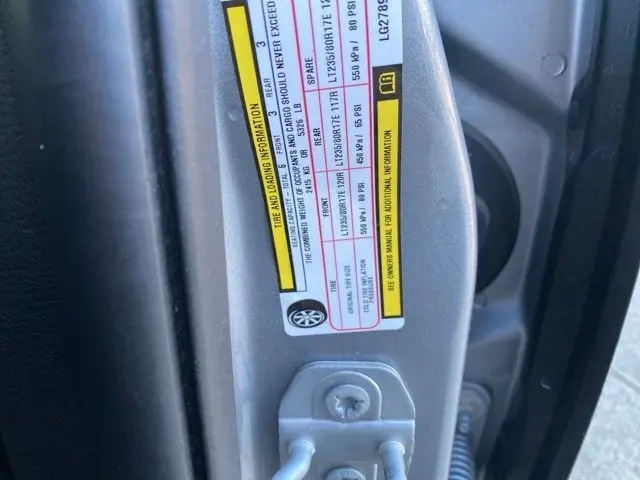 TIRE AND LOADING INFORMATION
SEATING CAPACITY - TOTAL 6 FRONT 3 REAR 3
THE COMBINED WEIGHT OF OCCUPANTS AND CARGO SHOULD NEVER EXCEED
2415 KG OR 5326 LB
TIRE FRONT REAR SPARE
ORIGINAL TIRE SIZE LT235/80R17E 120R LT235/80R17E 117R LT235/80R17E 12
COLD TIRE INFLATION PRESSURE 550 kPa / 80 PSI 450 kPa / 65 PSI 550 kPa / 80 PSI
SEE OWNERS MANUAL FOR ADDITIONAL INFORMATION
LG2789